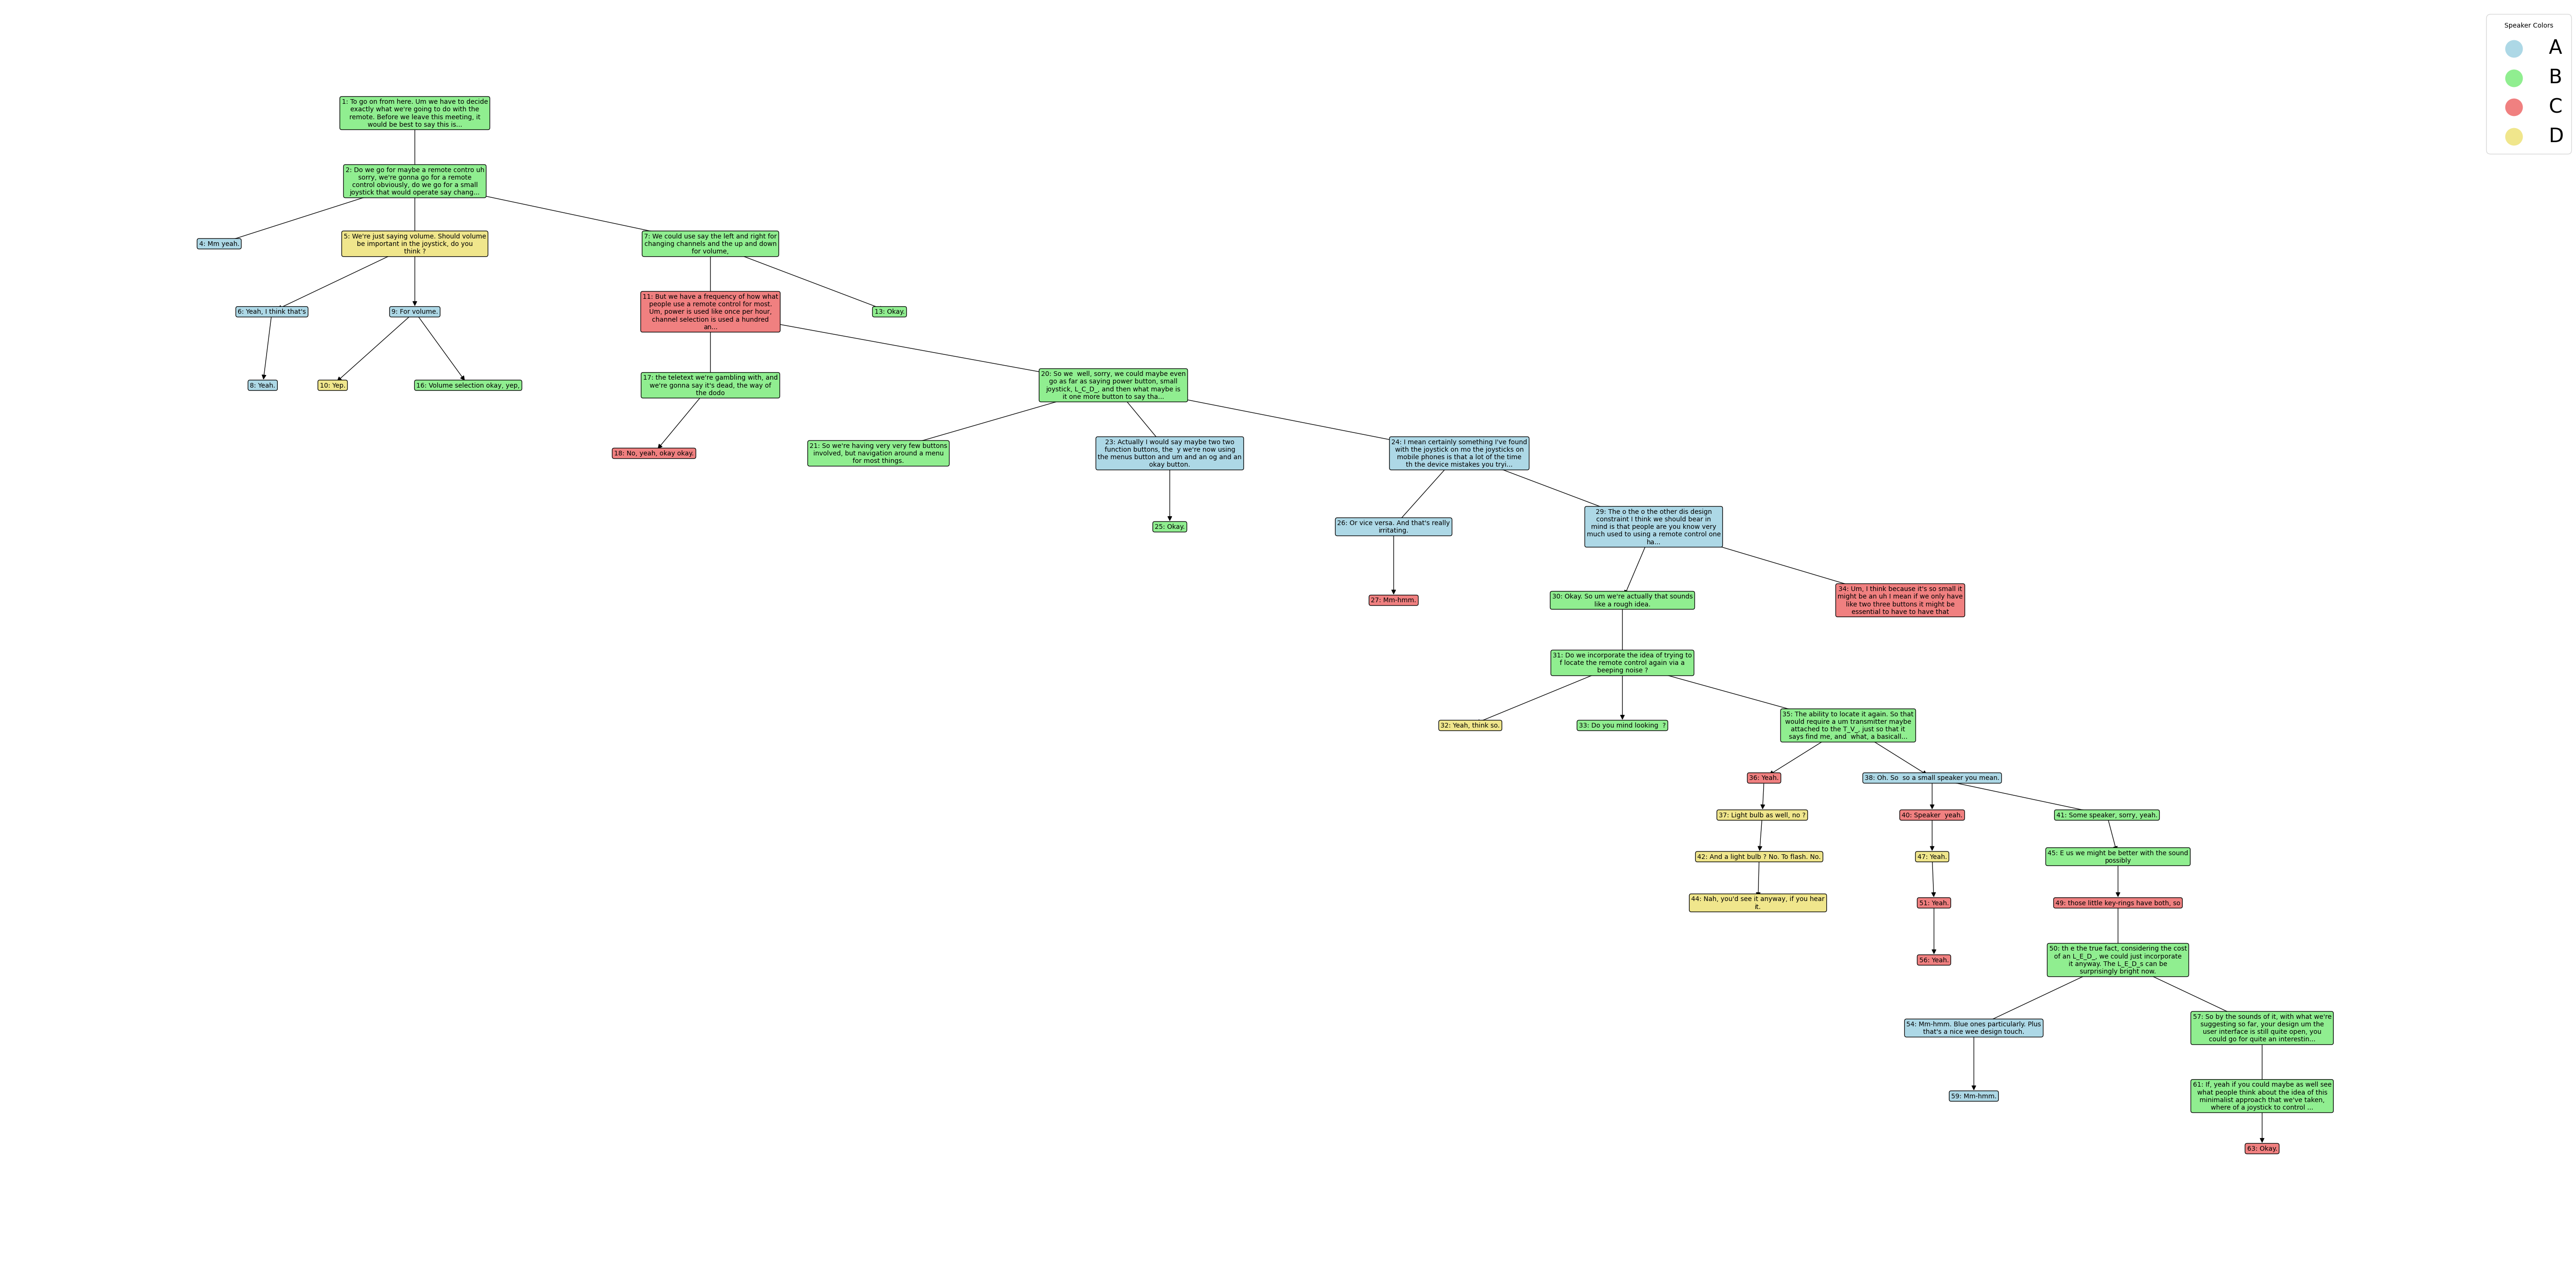 Speaker Colors
A
B
C
D
1: To go on from here. Um we have to decide
exactly what we're going to do with the
remote. Before we leave this meeting, it
would be best to say this is...
2: Do we go for maybe a remote contro uh
sorry, we're gonna go for a remote
control obviously, do we go for a small
joystick that would operate say chang...
4: Mm yeah.
5: We're just saying volume. Should volume
be important in the joystick, do you
think ?
7: We could use say the left and right for
changing channels and the up and down
for volume,
6: Yeah, I think that's
9: For volume.
11: But we have a frequency of how what
people use a remote control for most.
Um, power is used like once per hour,
channel selection is used a hundred
an...
13: Okay.
8: Yeah.
10: Yep.
16: Volume selection okay, yep,
17: the teletext we're gambling with, and
we're gonna say it's dead, the way of
the dodo
20: So we  well, sorry, we could maybe even
go as far as saying power button, small
joystick, L_C_D_, and then what maybe is
it one more button to say tha...
18: No, yeah, okay okay.
21: So we're having very very few buttons
involved, but navigation around a menu
for most things.
23: Actually I would say maybe two two
function buttons, the  y we're now using
the menus button and um and an og and an
okay button.
24: I mean certainly something I've found
with the joystick on mo the joysticks on
mobile phones is that a lot of the time
th the device mistakes you tryi...
25: Okay.
26: Or vice versa. And that's really
irritating.
29: The o the o the other dis design
constraint I think we should bear in
mind is that people are you know very
much used to using a remote control one
ha...
27: Mm-hmm.
30: Okay. So um we're actually that sounds
like a rough idea.
34: Um, I think because it's so small it
might be an uh I mean if we only have
like two three buttons it might be
essential to have to have that
31: Do we incorporate the idea of trying to
f locate the remote control again via a
beeping noise ?
32: Yeah, think so.
33: Do you mind looking  ?
35: The ability to locate it again. So that
would require a um transmitter maybe
attached to the T_V_, just so that it
says find me, and  what, a basicall...
36: Yeah.
38: Oh. So  so a small speaker you mean.
37: Light bulb as well, no ?
40: Speaker  yeah.
41: Some speaker, sorry, yeah.
42: And a light bulb ? No. To flash. No.
47: Yeah.
45: E us we might be better with the sound
possibly
44: Nah, you'd see it anyway, if you hear
it.
51: Yeah.
49: those little key-rings have both, so
56: Yeah.
50: th e the true fact, considering the cost
of an L_E_D_, we could just incorporate
it anyway. The L_E_D_s can be
surprisingly bright now.
54: Mm-hmm. Blue ones particularly. Plus
that's a nice wee design touch.
57: So by the sounds of it, with what we're
suggesting so far, your design um the
user interface is still quite open, you
could go for quite an interestin...
59: Mm-hmm.
61: If, yeah if you could maybe as well see
what people think about the idea of this
minimalist approach that we've taken,
where of a joystick to control ...
63: Okay.